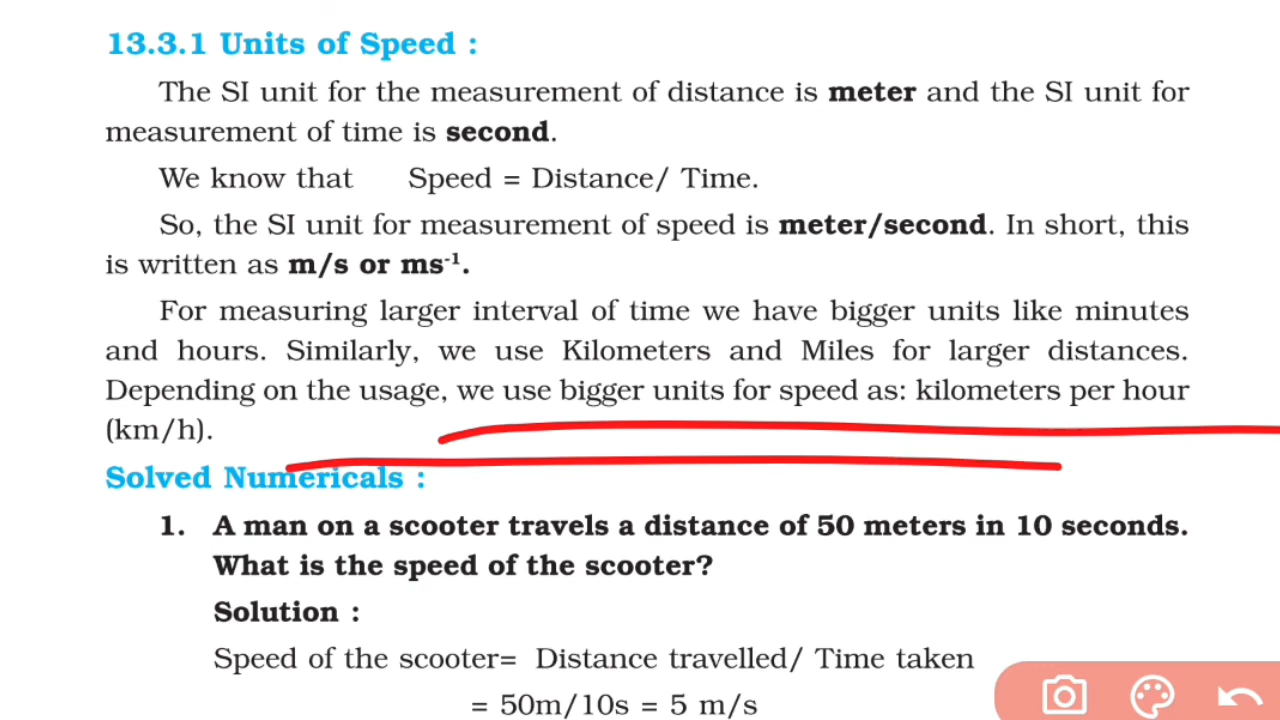 13.3.1 Units of Speed :
The SI unit for the measurement of distance is meter and the SI unit for
measurement of time is second.
We know that Speed = Distance/ Time.
So, the SI unit for measurement of speed is meter/second. In short, this
is written as m/s or ms⁻¹.
For measuring larger interval of time we have bigger units like minutes
and hours. Similarly, we use Kilometers and Miles for larger distances.
Depending on the usage, we use bigger units for speed as: kilometers per hour
(km/h).
Solved Numericals :
1. A man on a scooter travels a distance of 50 meters in 10 seconds.
What is the speed of the scooter?
Solution :
Speed of the scooter= Distance travelled/ Time taken
= 50m/10s = 5 m/s